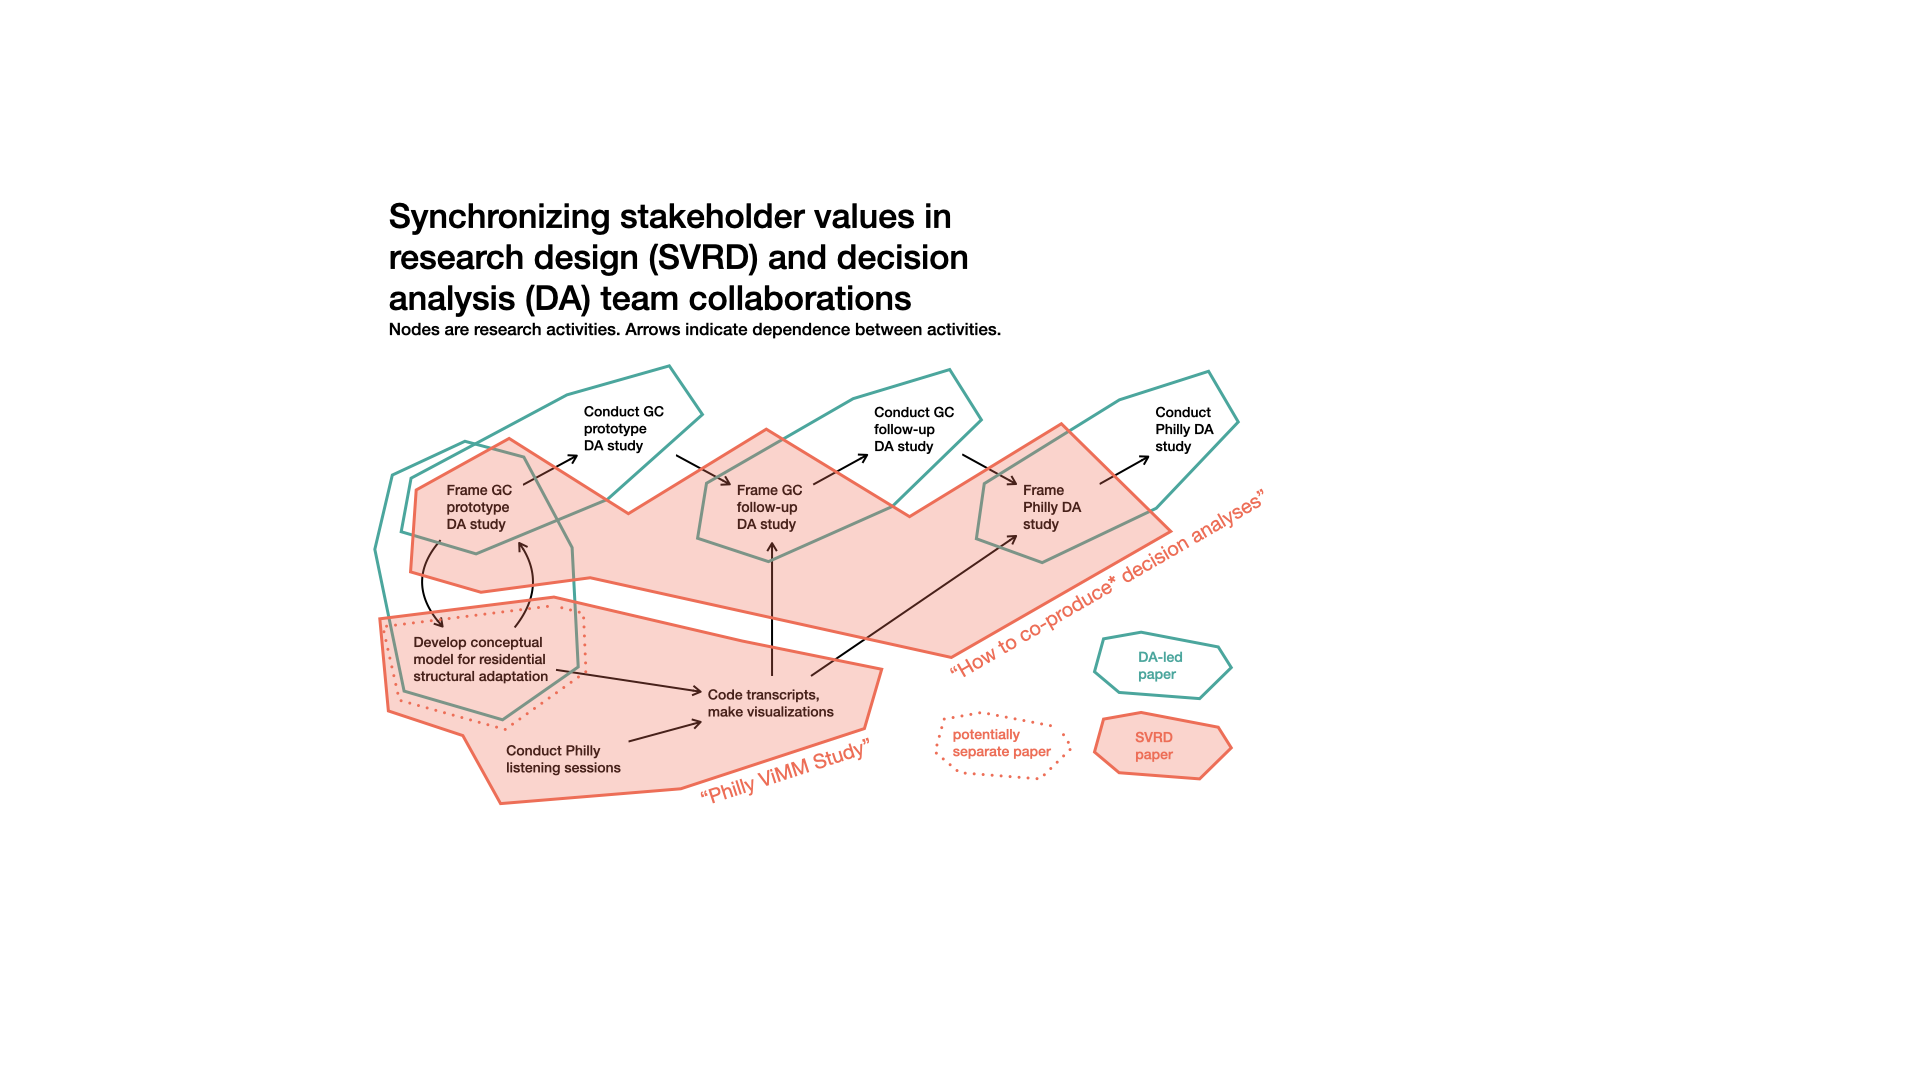 Synchronizing stakeholder values in
research design (SVRD) and decision
analysis (DA) team collaborations
Nodes are research activities. Arrows indicate dependence between activities.
Conduct GC
prototype
DA study
Conduct GC
follow-up
DA study
Conduct
Philly DA
study
Frame GC
prototype
DA study
Frame GC
follow-up
DA study
Frame
Philly DA
study
“How to co-produce* decision analyses”
Develop conceptual
model for residential
structural adaptation
Code transcripts,
make visualizations
Conduct Philly
listening sessions
“Philly ViMM Study”
DA-led
paper
potentially
separate paper
SVRD
paper